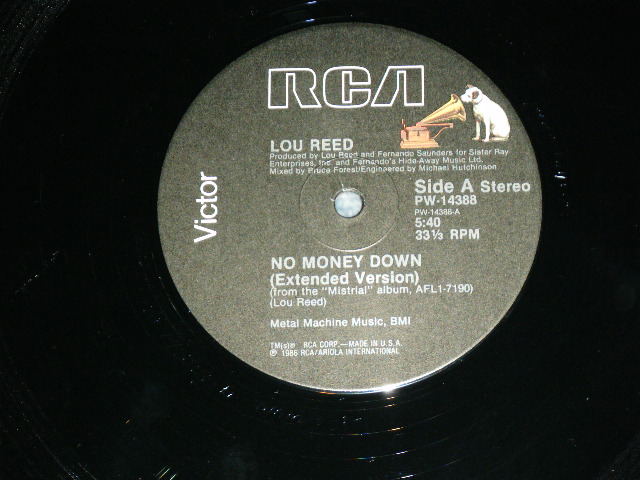 RCA
Victor
LOU REED
Produced by Lou Reed and Fernando Saunders for Sister Ray
Enterprises, Inc. and Fernando's Hide-Away Music Ltd.
Mixed by Bruce Forest/Engineered by Michael Hutchinson
Side A Stereo
PW-14388
PW-14388-A
5:40
33⅓ RPM
NO MONEY DOWN
(Extended Version)
(from the "Mistrial" album, AFL1-7190)
(Lou Reed)
Metal Machine Music, BMI
TM(s)® RCA CORP.—MADE IN U.S.A.
℗ 1986 RCA/ARIOLA INTERNATIONAL